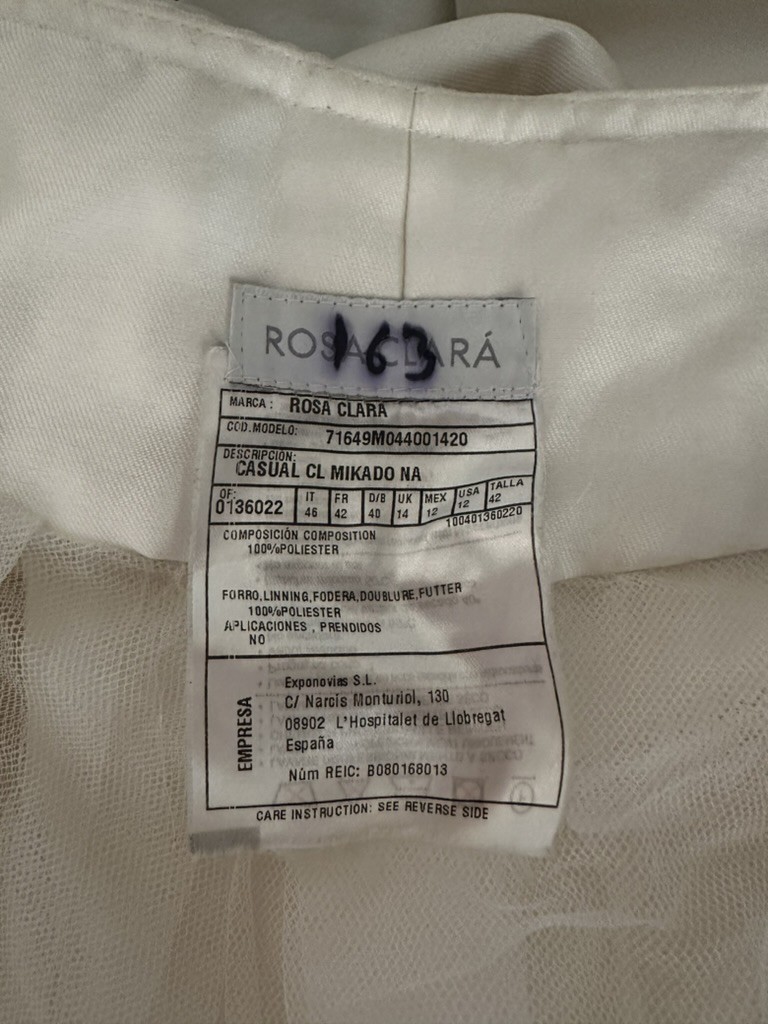 ROSA CLARÁ
163
MARCA: ROSA CLARA
COD.MODELO: 71649M044001420
DESCRIPCIÓN:
CASUAL CL MIKADO NA
OF: IT FR D/B UK MEX USA TALLA
0136022 46 42 40 14 12 12 42
100401360220
COMPOSICIÓN COMPOSITION
100%POLIESTER
FORRO,LINNING,FODERA,DOUBLURE,FUTTER
100%POLIESTER
APLICACIONES , PRENDIDOS
NO
EMPRESA
Exponovias S.L.
C/ Narcis Monturiol, 130
08902 L'Hospitalet de Llobregat
España
Núm REIC: B080168013
CARE INSTRUCTION: SEE REVERSE SIDE